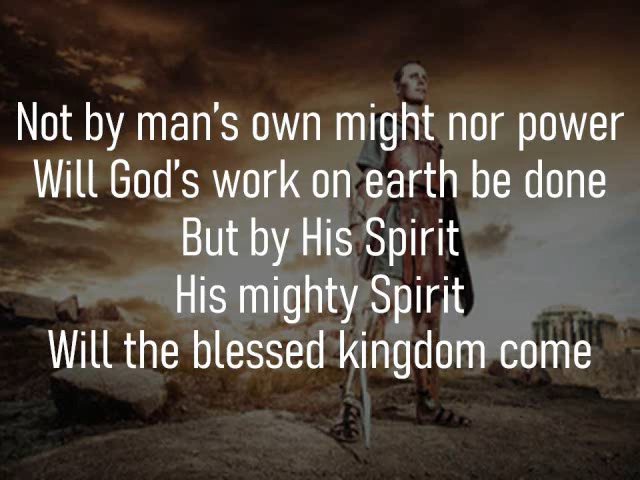 Not by man's own might nor power
Will God's work on earth be done
But by His Spirit
His mighty Spirit
Will the blessed kingdom come